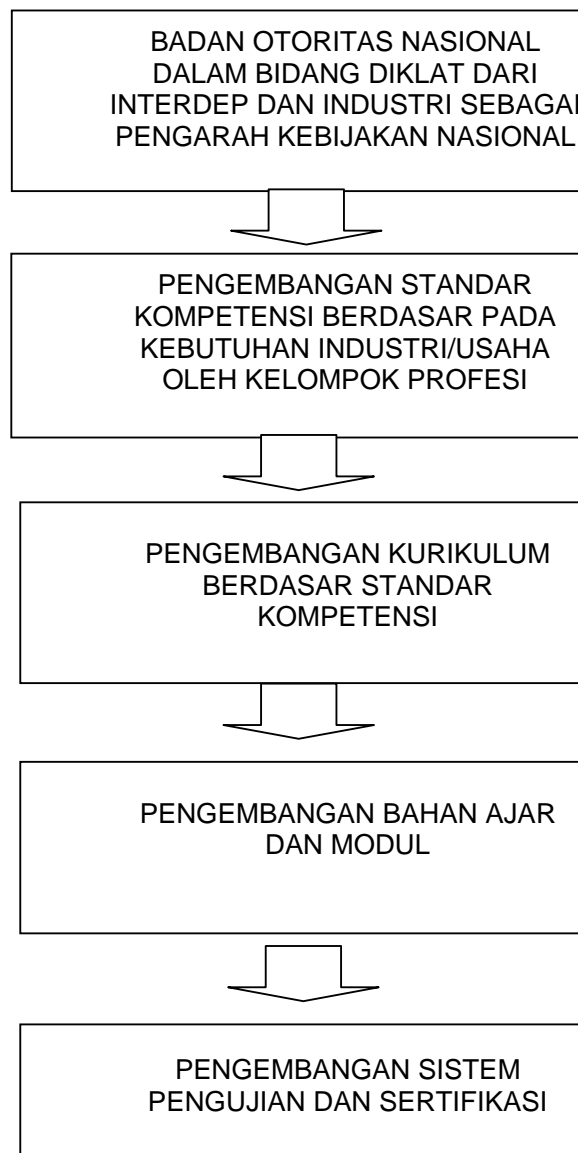 BADAN OTORITAS NASIONAL
DALAM BIDANG DIKLAT DARI
INTERDEP DAN INDUSTRI SEBAGAI
PENGARAH KEBIJAKAN NASIONAL
PENGEMBANGAN STANDAR
KOMPETENSI BERDASAR PADA
KEBUTUHAN INDUSTRI/USAHA
OLEH KELOMPOK PROFESI
PENGEMBANGAN KURIKULUM
BERDASAR STANDAR
KOMPETENSI
PENGEMBANGAN BAHAN AJAR
DAN MODUL
PENGEMBANGAN SISTEM
PENGUJIAN DAN SERTIFIKASI